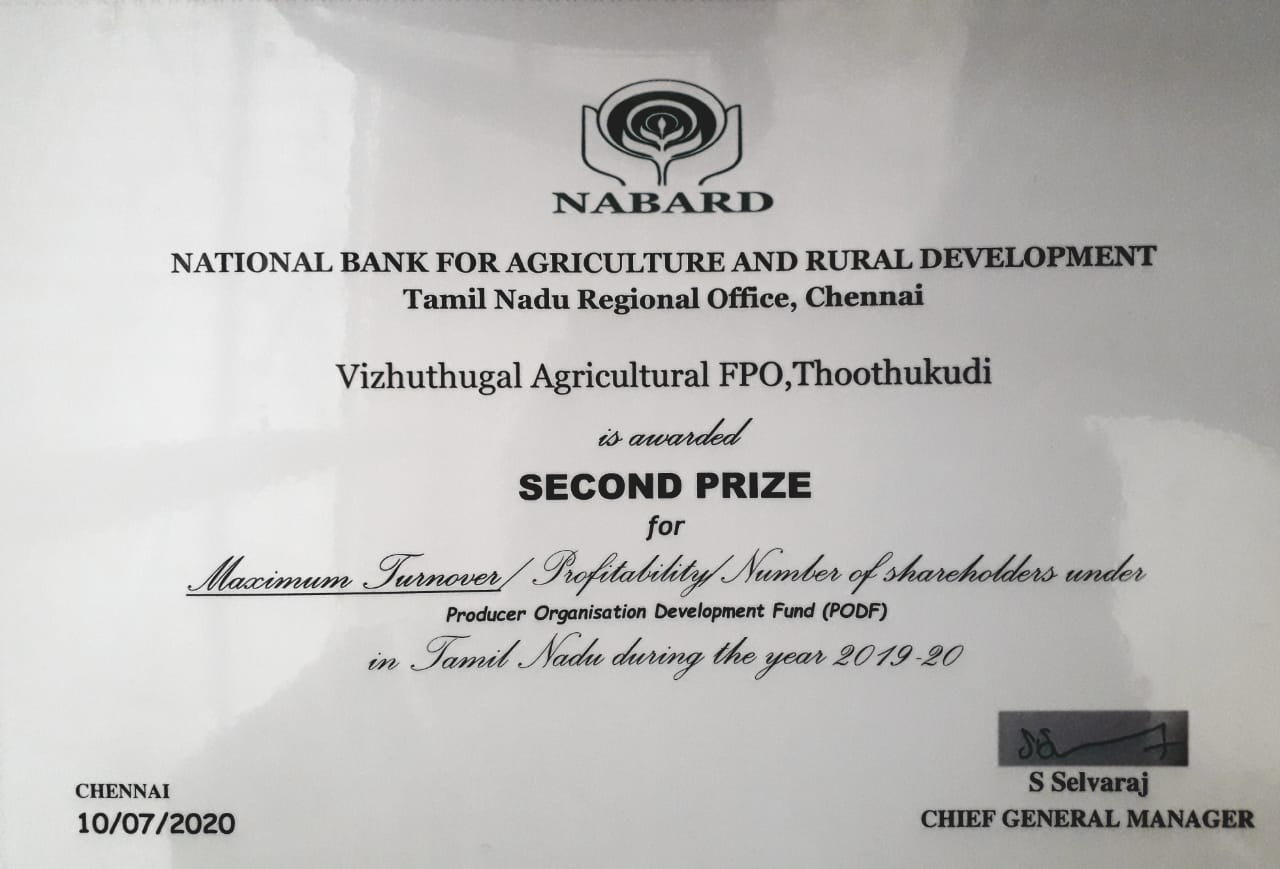 NABARD
NATIONAL BANK FOR AGRICULTURE AND RURAL DEVELOPMENT
Tamil Nadu Regional Office, Chennai
Vizhuthugal Agricultural FPO,Thoothukudi
is awarded
SECOND PRIZE
for
Maximum Turnover/ Profitability/Number of shareholders under
Producer Organisation Development Fund (PODF)
in Tamil Nadu during the year 2019-20
S Selvaraj
CHIEF GENERAL MANAGER
CHENNAI
10/07/2020